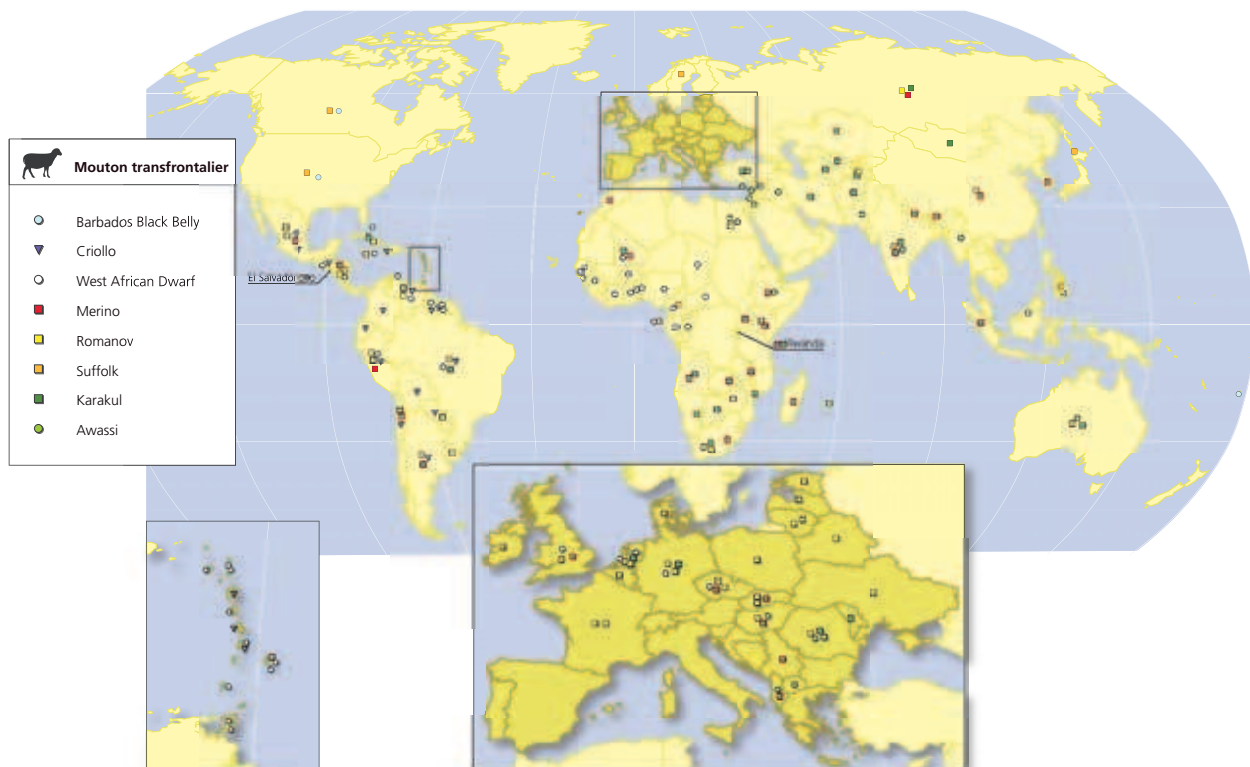 Mouton transfrontalier
Barbados Black Belly
Criollo
West African Dwarf
Merino
Romanov
Suffolk
Karakul
Awassi
El Salvador
Rwanda